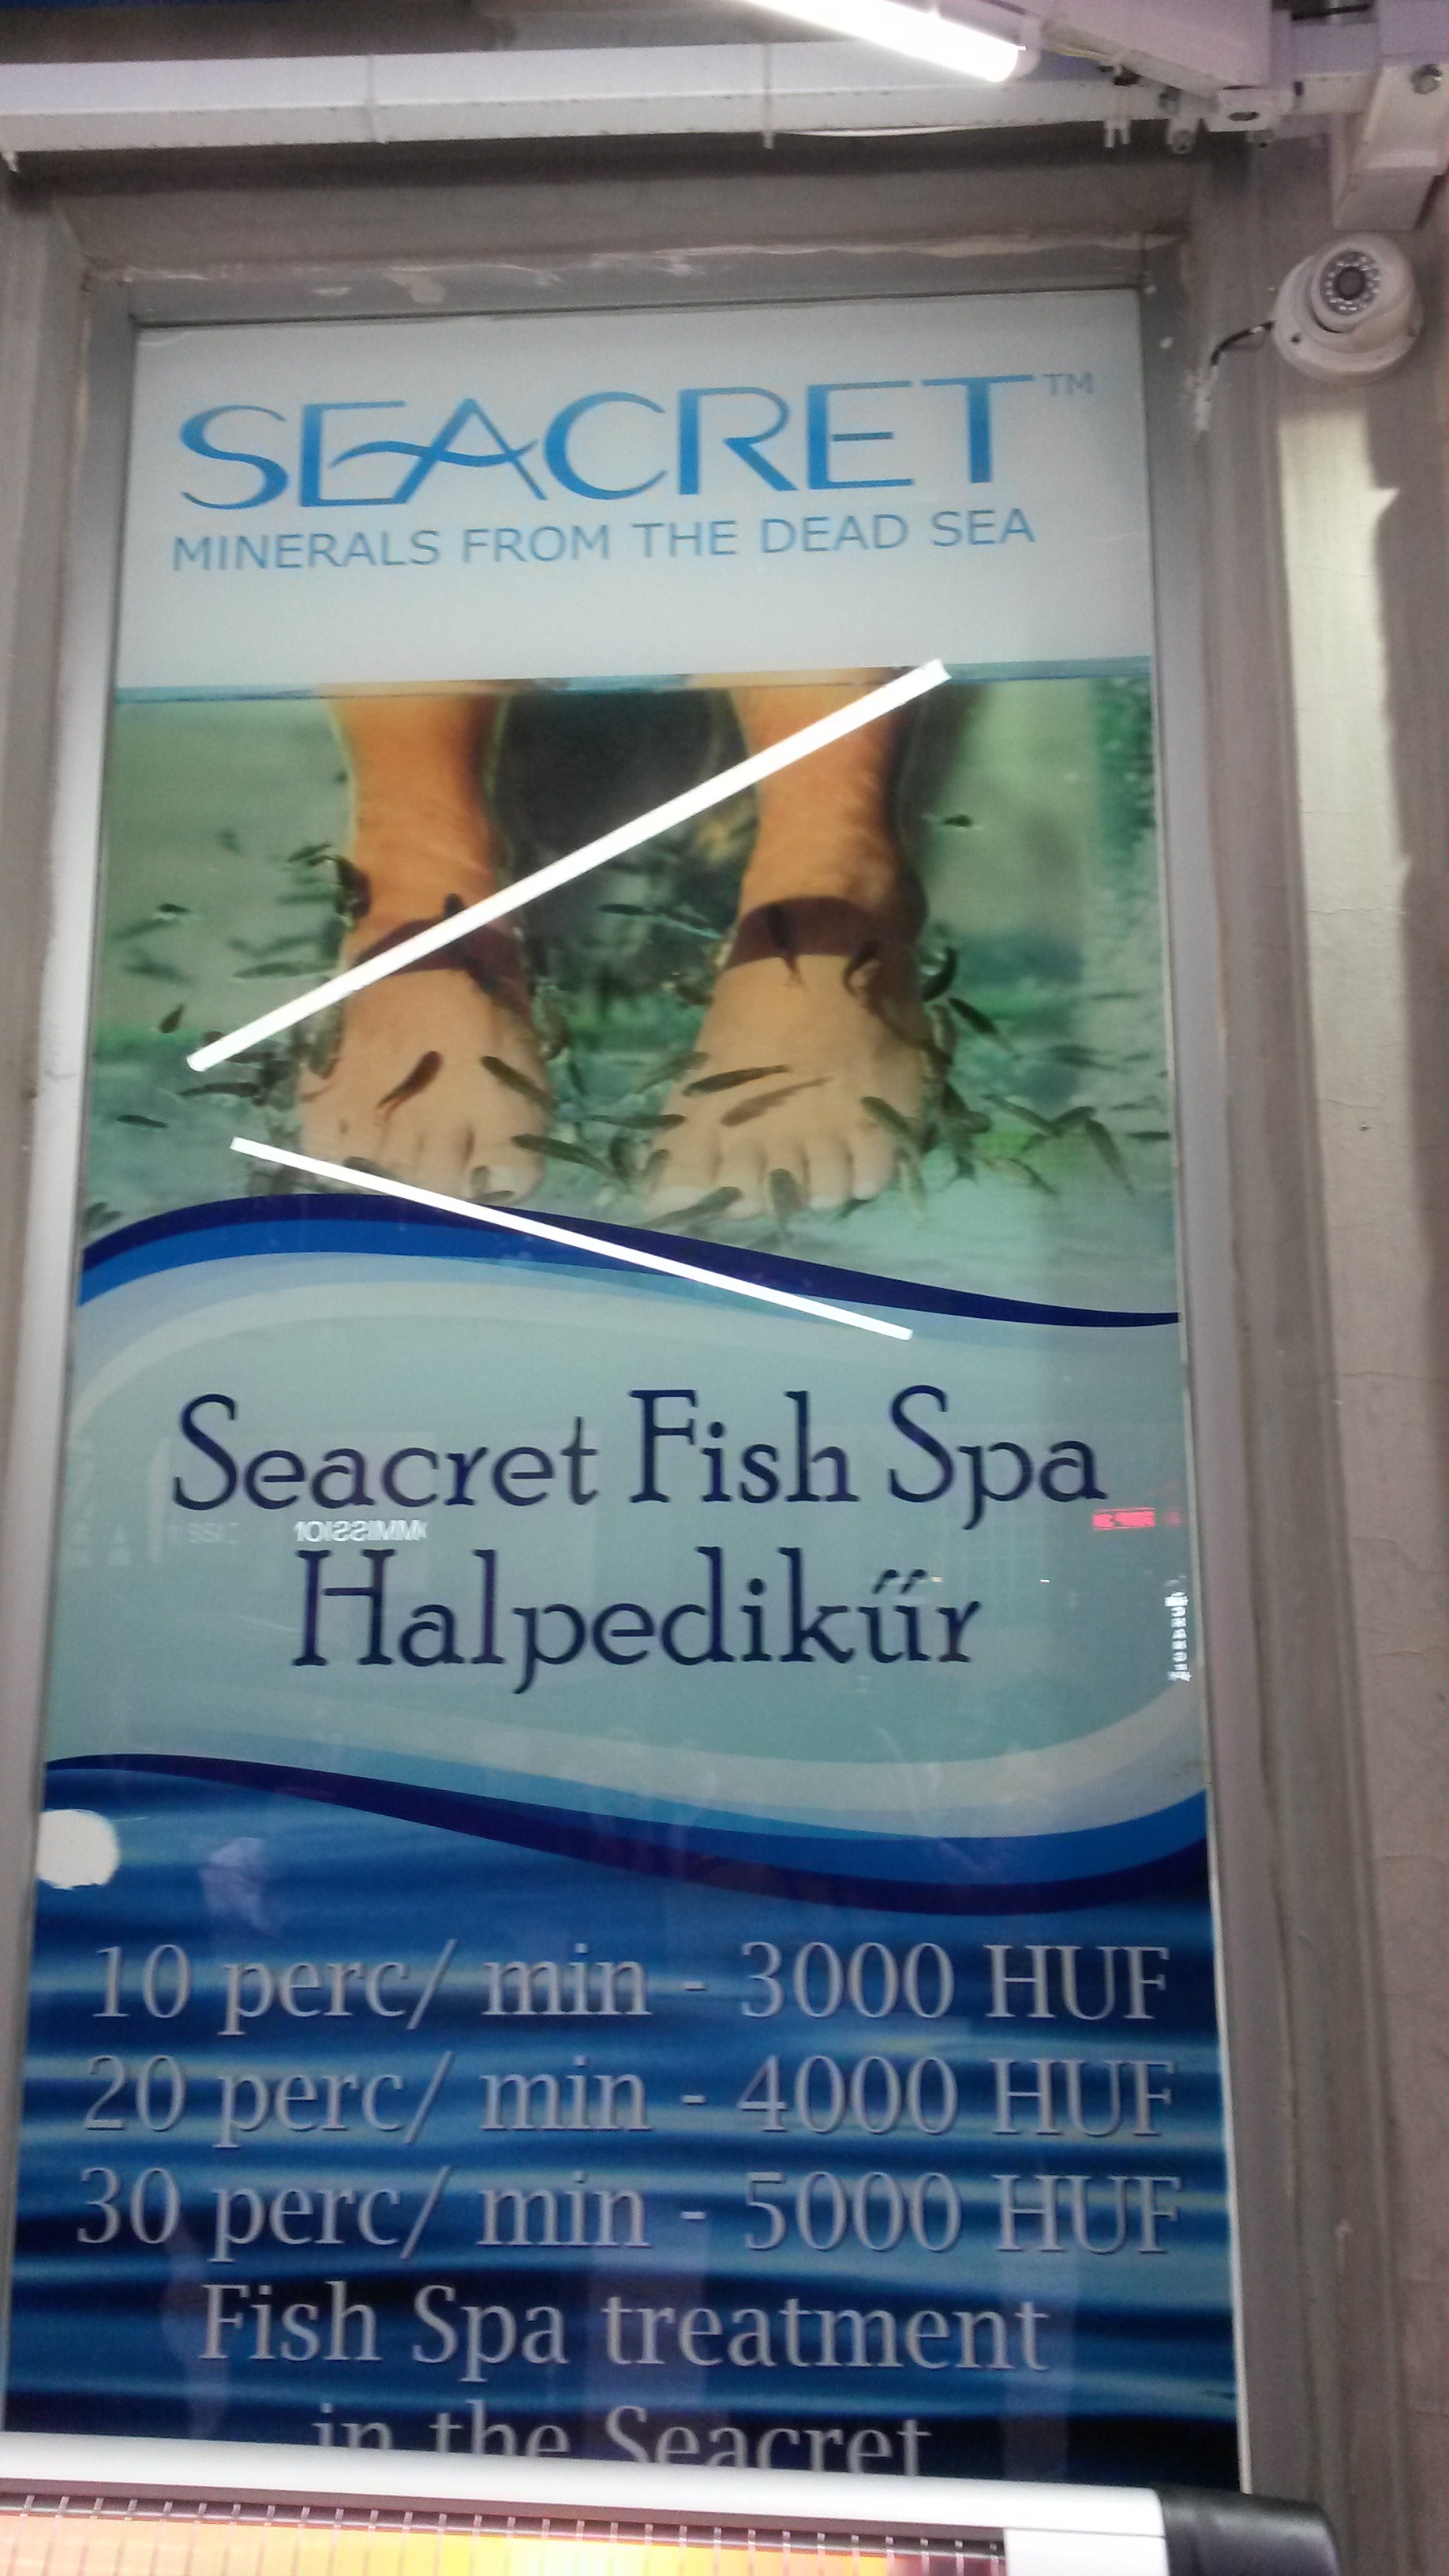 SEACRET™
MINERALS FROM THE DEAD SEA
Seacret Fish Spa
Halpedikűr
10 perc/ min - 3000 HUF
20 perc/ min - 4000 HUF
30 perc/ min - 5000 HUF
Fish Spa treatment
in the Seacret